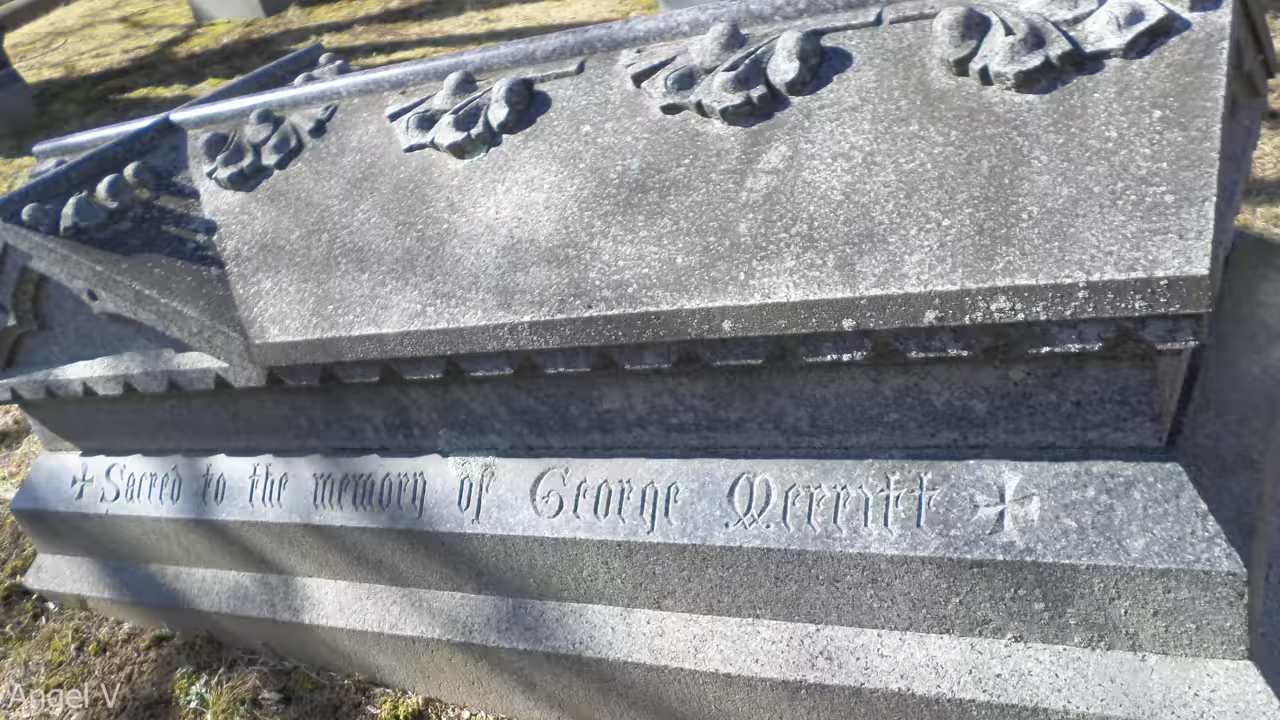 ✠ Sacred to the memory of George Merritt ✠
Angel V